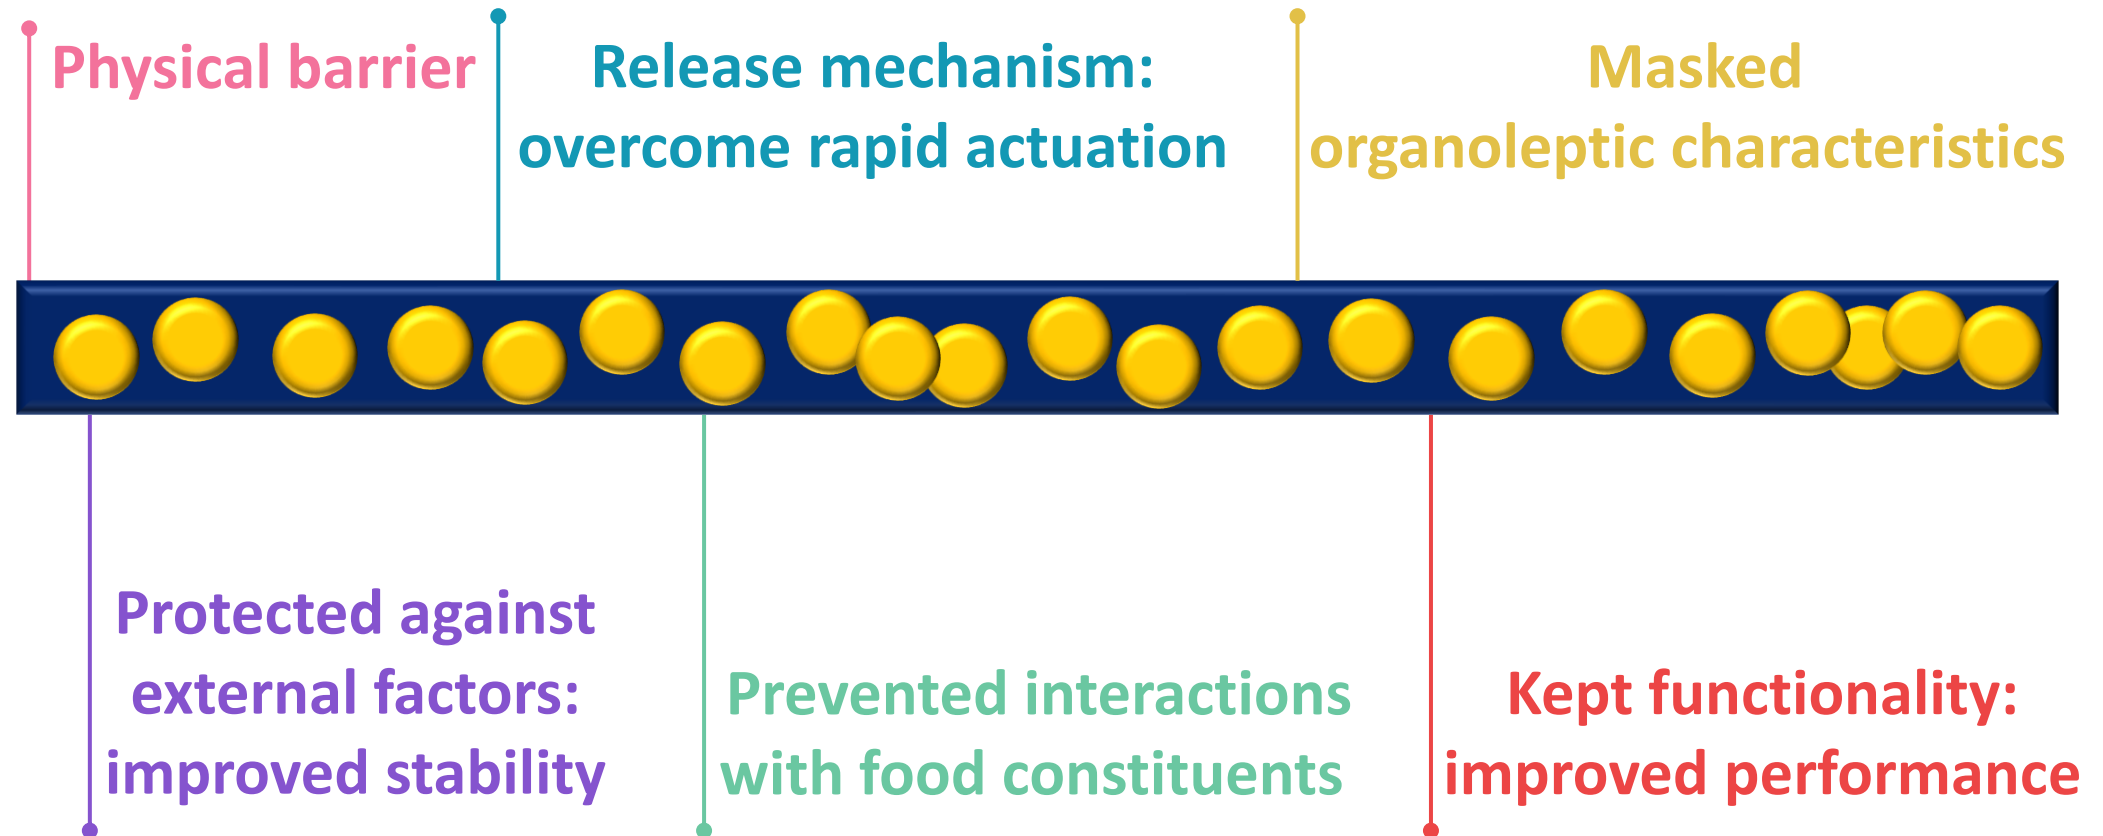 Physical barrier
Release mechanism:
overcome rapid actuation
Masked
organoleptic characteristics
Protected against
external factors:
improved stability
Prevented interactions
with food constituents
Kept functionality:
improved performance